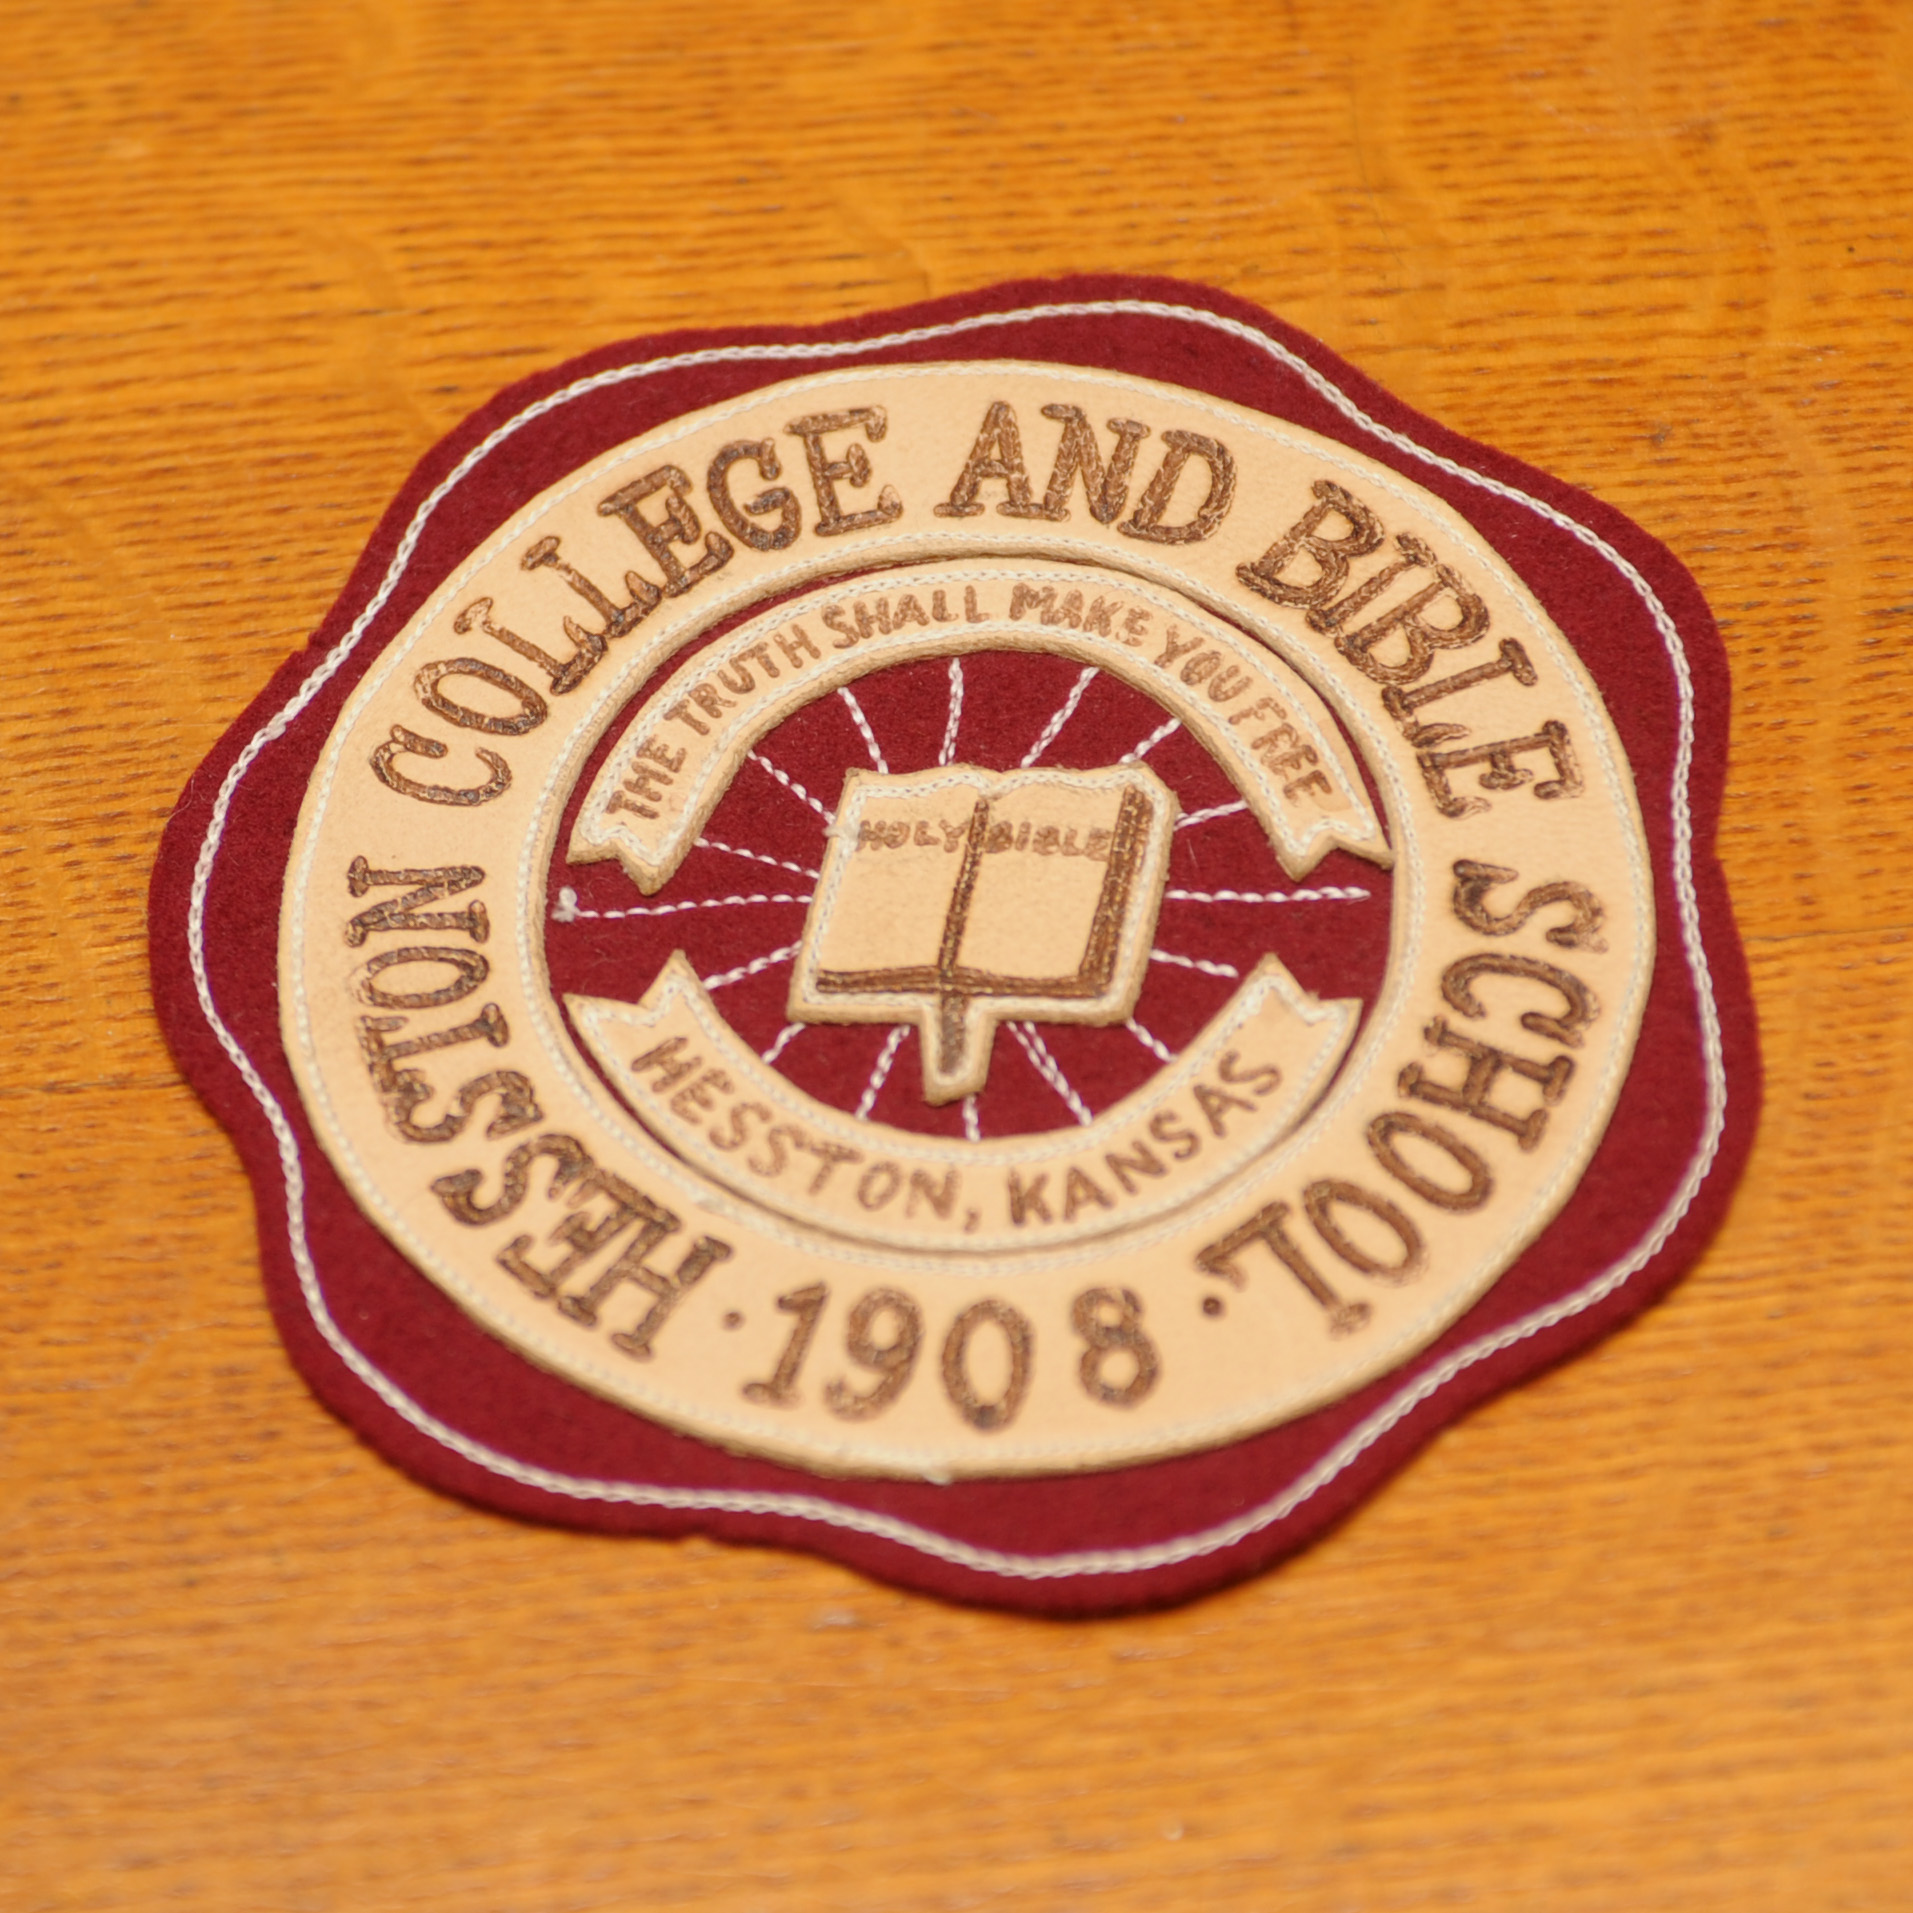 HESSTON COLLEGE AND BIBLE SCHOOL.
· 1908 ·
THE TRUTH SHALL MAKE YOU FREE
HOLY BIBLE
HESSTON, KANSAS